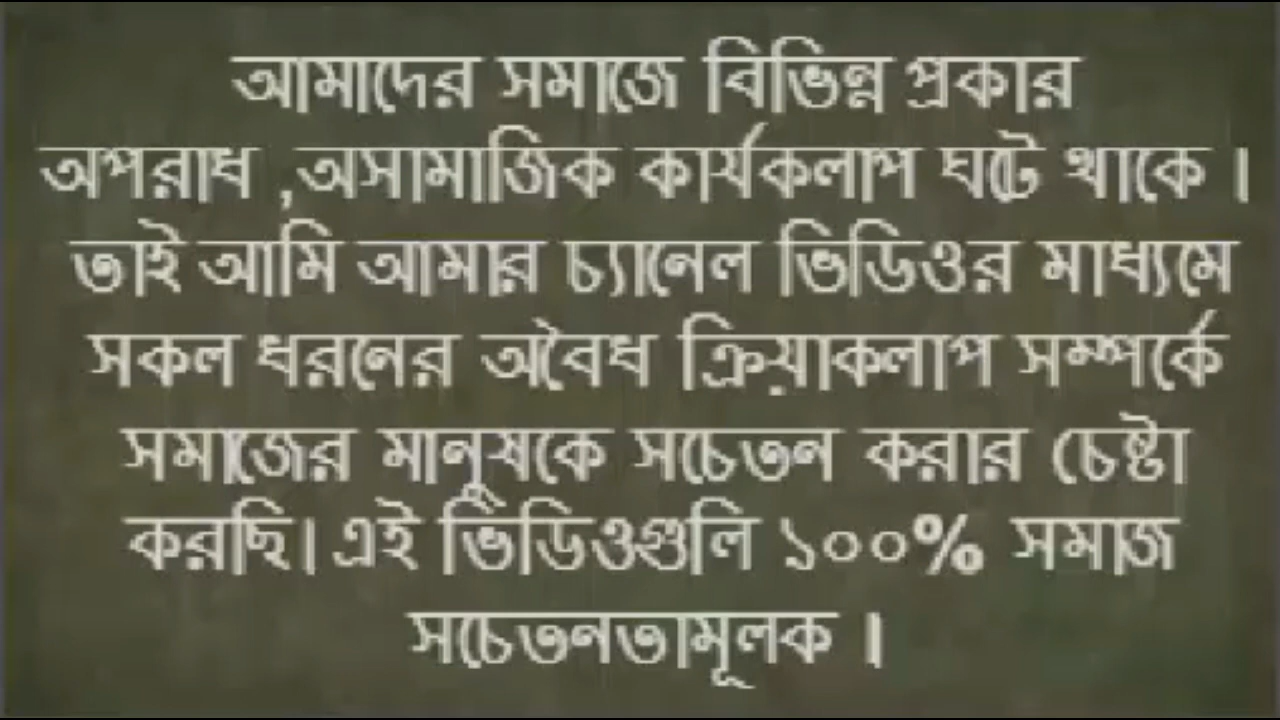 আমাদের সমাজে বিভিন্ন প্রকার
অপরাধ ,অসামাজিক কার্যকলাপ ঘটে থাকে ।
তাই আমি আমার চ্যানেল ভিডিওর মাধ্যমে
সকল ধরনের অবৈধ ক্রিয়াকলাপ সম্পর্কে
সমাজের মানুষকে সচেতন করার চেষ্টা
করছি। এই ভিডিওগুলি ১০০% সমাজ
সচেতনতামূলক ।